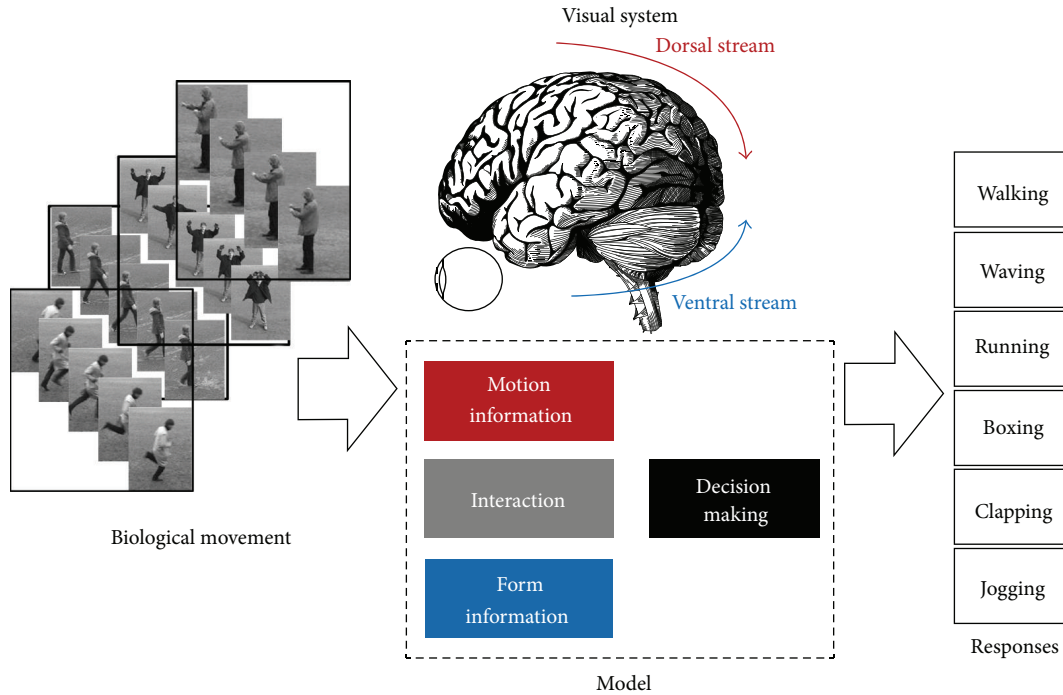 Visual system
Dorsal stream
Ventral stream
Biological movement
Motion
information
Interaction
Form
information
Decision
making
Model
Walking
Waving
Running
Boxing
Clapping
Jogging
Responses